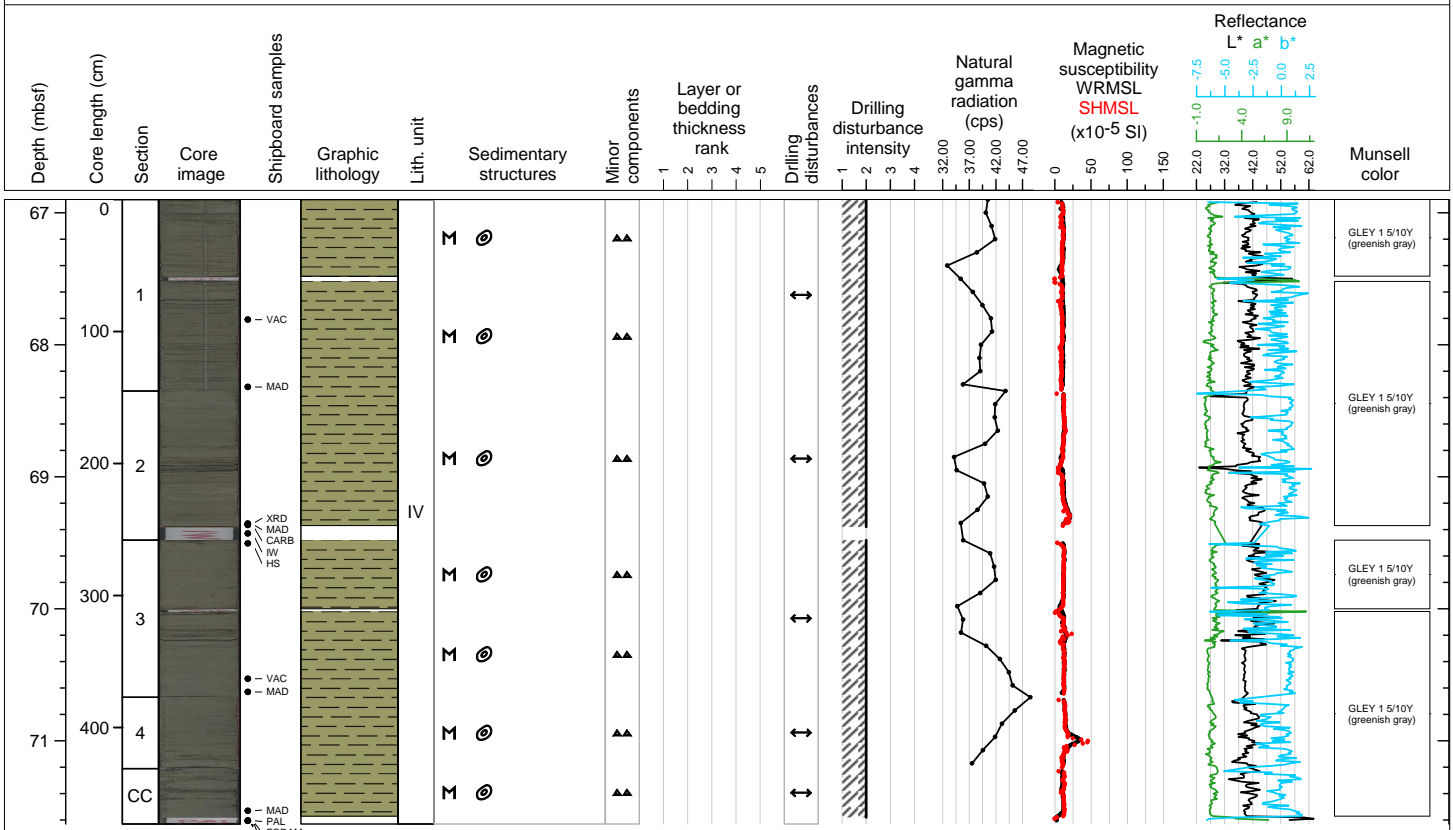 Depth (mbsf)
Core length (cm)
Section
Core
image
Shipboard samples
Graphic
lithology
Lith. unit
Sedimentary
structures
Minor
components
Layer or
bedding
thickness
rank
1 2 3 4 5
Drilling
disturbances
Drilling
disturbance
intensity
1 2 3 4
Natural
gamma
radiation
(cps)
32.00 37.00 42.00 47.00
Magnetic
susceptibility
WRMSL
SHMSL
(x10-5 SI)
0 50 100 150
Reflectance
L* a* b*
-7.5 -5.0 -2.5 0.0 2.5
-1.0 4.0 9.0
22.0 32.0 42.0 52.0 62.0
Munsell
color
67
68
69
70
71
0
100
200
300
400
1
2
3
4
CC
VAC
MAD
XRD
MAD
CARB
IW
HS
VAC
MAD
MAD
PAL
IV
M
M
M
M
M
M
M
GLEY 1 5/10Y
(greenish gray)
GLEY 1 5/10Y
(greenish gray)
GLEY 1 5/10Y
(greenish gray)
GLEY 1 5/10Y
(greenish gray)